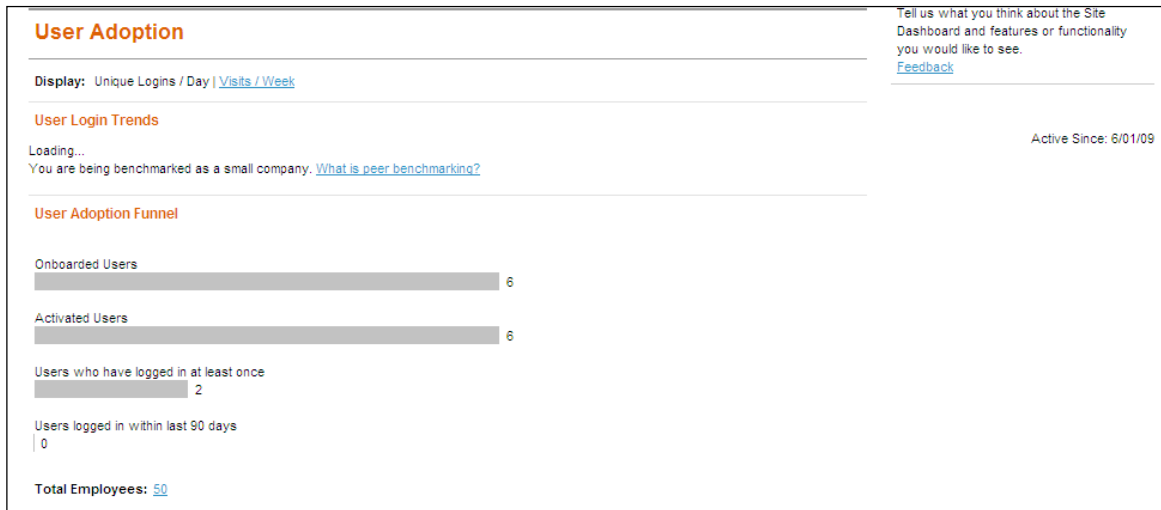 User Adoption
Display: Unique Logins / Day | Visits / Week
User Login Trends
Loading...
You are being benchmarked as a small company. What is peer benchmarking?
User Adoption Funnel
Onboarded Users
6
Activated Users
6
Users who have logged in at least once
2
Users logged in within last 90 days
0
Total Employees: 50
Tell us what you think about the Site
Dashboard and features or functionality
you would like to see.
Feedback
Active Since: 6/01/09